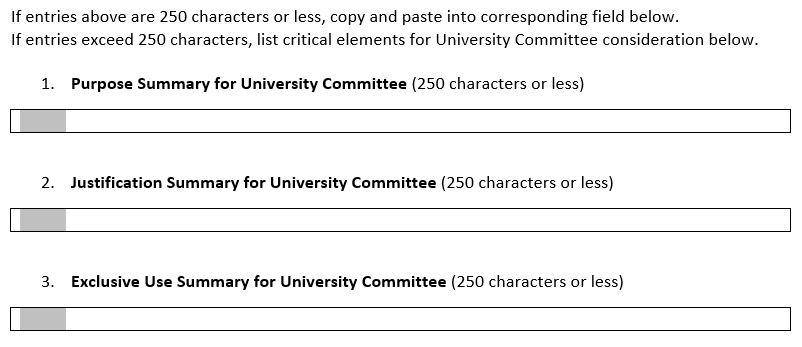 If entries above are 250 characters or less, copy and paste into corresponding field below.
If entries exceed 250 characters, list critical elements for University Committee consideration below.
1. Purpose Summary for University Committee (250 characters or less)
2. Justification Summary for University Committee (250 characters or less)
3. Exclusive Use Summary for University Committee (250 characters or less)